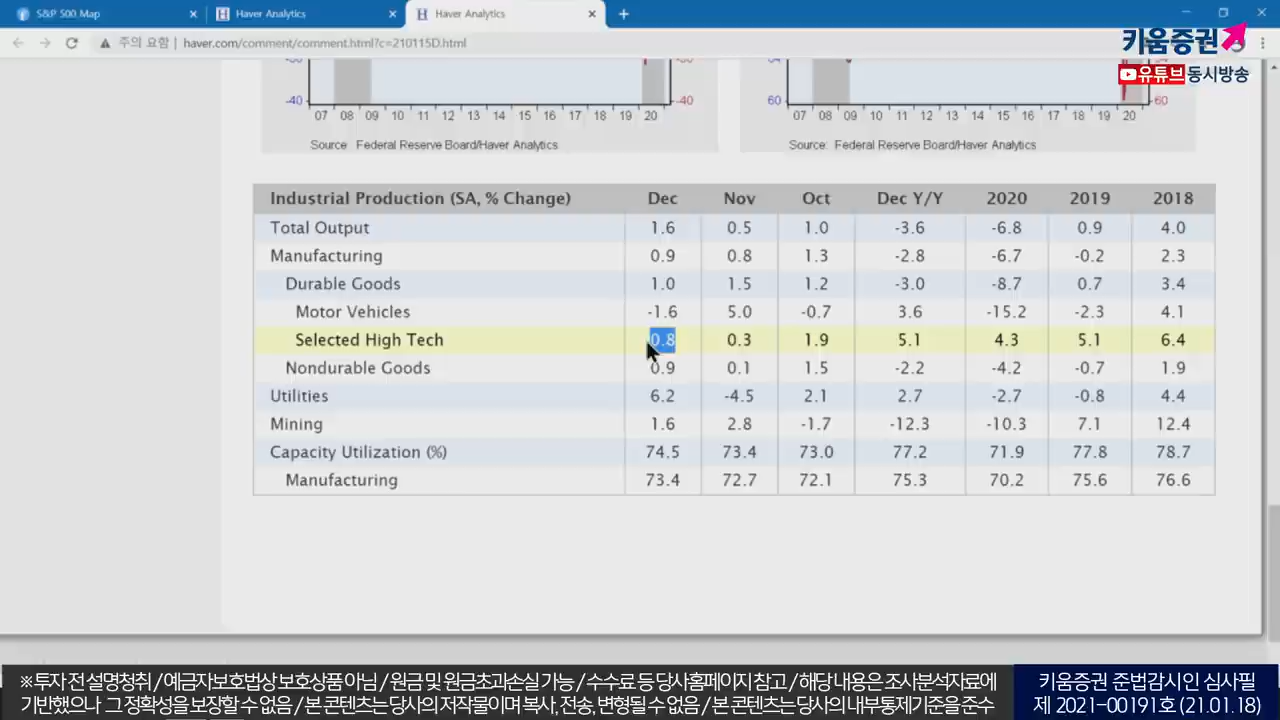 S&P 500 Map
Haver Analytics
Haver Analytics
주의 요함 | haver.com/comment/comment.html?c=210115D.html
키움증권
유튜브동시방송
-40 -40
07 08 09 10 11 12 13 14 15 16 17 18 19 20
Source: Federal Reserve Board/Haver Analytics
60 60
07 08 09 10 11 12 13 14 15 16 17 18 19 20
Source: Federal Reserve Board/Haver Analytics
Industrial Production (SA, % Change) Dec Nov Oct Dec Y/Y 2020 2019 2018
Total Output 1.6 0.5 1.0 -3.6 -6.8 0.9 4.0
Manufacturing 0.9 0.8 1.3 -2.8 -6.7 -0.2 2.3
Durable Goods 1.0 1.5 1.2 -3.0 -8.7 0.7 3.4
Motor Vehicles -1.6 5.0 -0.7 3.6 -15.2 -2.3 4.1
Selected High Tech 0.8 0.3 1.9 5.1 4.3 5.1 6.4
Nondurable Goods 0.9 0.1 1.5 -2.2 -4.2 -0.7 1.9
Utilities 6.2 -4.5 2.1 2.7 -2.7 -0.8 4.4
Mining 1.6 2.8 -1.7 -12.3 -10.3 7.1 12.4
Capacity Utilization (%) 74.5 73.4 73.0 77.2 71.9 77.8 78.7
Manufacturing 73.4 72.7 72.1 75.3 70.2 75.6 76.6
※ 투자 전 설명청취 / 예금자보호법상 보호상품 아님 / 원금 및 원금초과손실 가능 / 수수료 등 당사홈페이지 참고 / 해당 내용은 조사분석자료에
기반했으나 그 정확성을 보장할 수 없음 / 본 콘텐츠는 당사의 저작물이며 복사, 전송, 변형될 수 없음 / 본 콘텐츠는 당사의 내부통제기준을 준수
키움증권 준법감시인 심사필
제 2021-00191호 (21.01.18)